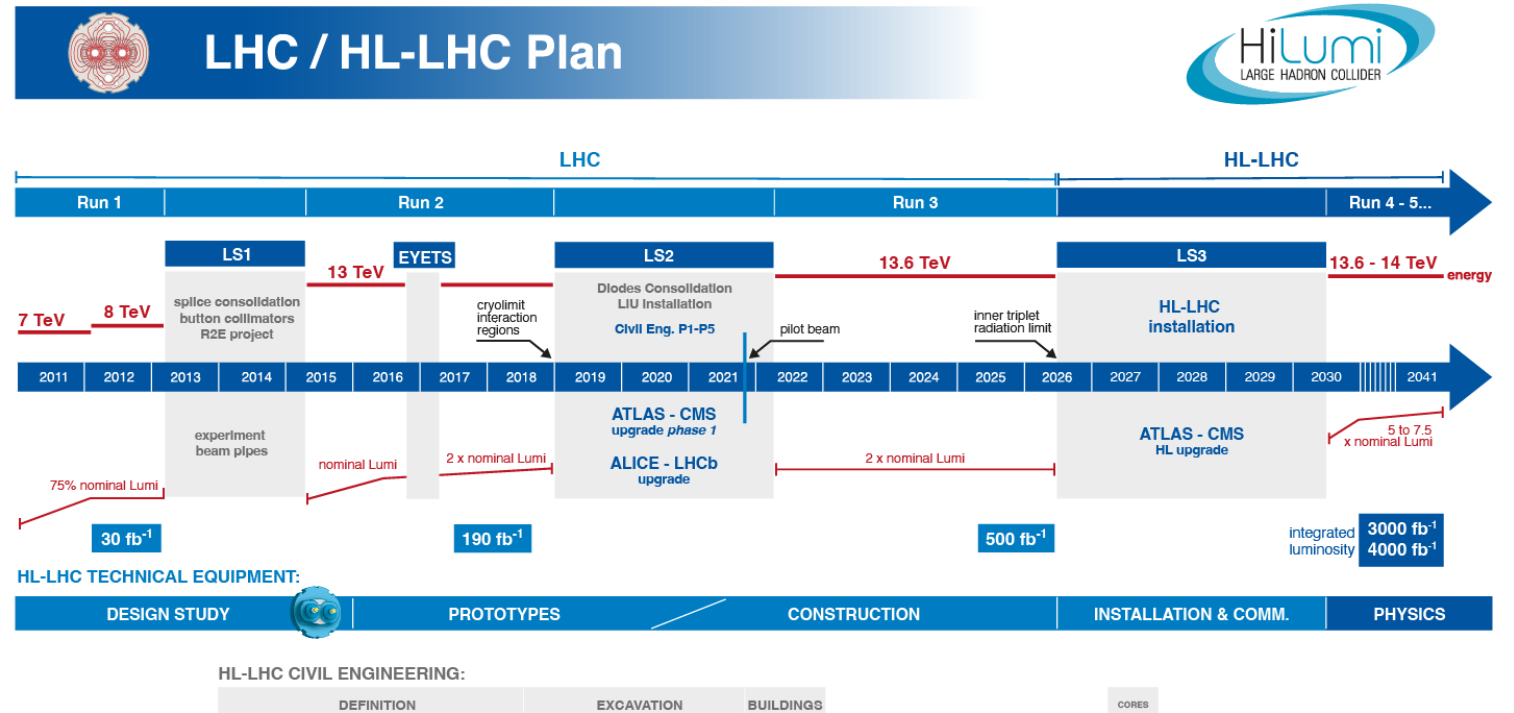 LHC / HL-LHC Plan
HiLumi
LARGE HADRON COLLIDER
LHC
HL-LHC
Run 1
Run 2
Run 3
Run 4 - 5...
LS1
EYETS
LS2
LS3
13 TeV
13.6 TeV
13.6 - 14 TeV
energy
7 TeV
8 TeV
splice consolidation
button collimators
R2E project
cryolimit
interaction
regions
Diodes Consolidation
LIU Installation
Civil Eng. P1-P5
pilot beam
inner triplet
radiation limit
HL-LHC
installation
2011 2012 2013 2014 2015 2016 2017 2018 2019 2020 2021 2022 2023 2024 2025 2026 2027 2028 2029 2030 2041
experiment
beam pipes
ATLAS - CMS
upgrade phase 1
ALICE - LHCb
upgrade
ATLAS - CMS
HL upgrade
5 to 7.5
x nominal Lumi
75% nominal Lumi
nominal Lumi
2 x nominal Lumi
2 x nominal Lumi
30 fb-1
190 fb-1
500 fb-1
integrated
luminosity
3000 fb-1
4000 fb-1
HL-LHC TECHNICAL EQUIPMENT:
DESIGN STUDY
PROTOTYPES
CONSTRUCTION
INSTALLATION & COMM.
PHYSICS
HL-LHC CIVIL ENGINEERING:
DEFINITION
EXCAVATION
BUILDINGS
CORES